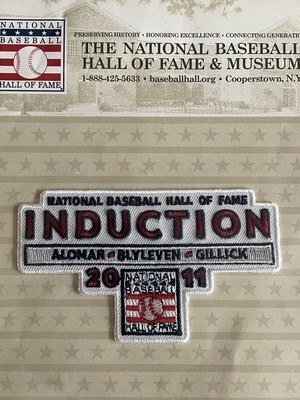 NATIONAL
BASEBALL
HALL OF FAME
PRESERVING HISTORY • HONORING EXCELLENCE • CONNECTING GENERATION
THE NATIONAL BASEBALL
HALL OF FAME & MUSEUM
1-888-425-5633 • baseballhall.org • Cooperstown, N.Y
NATIONAL BASEBALL HALL OF FAME
INDUCTION
ALOMAR - BLYLEVEN - GILLICK
20 11
NATIONAL
BASEBALL
HALL OF FAME